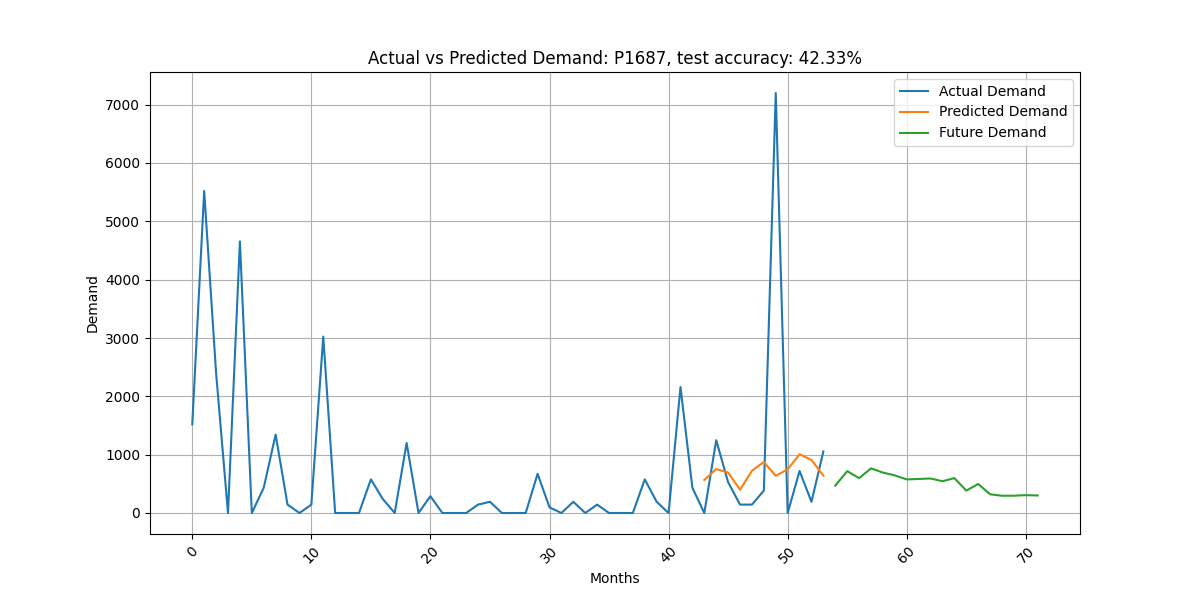 Actual vs Predicted Demand: P1687, test accuracy: 42.33%
Actual Demand
Predicted Demand
Future Demand
Demand
7000
6000
5000
4000
3000
2000
1000
0
0
10
20
30
40
50
60
70
Months